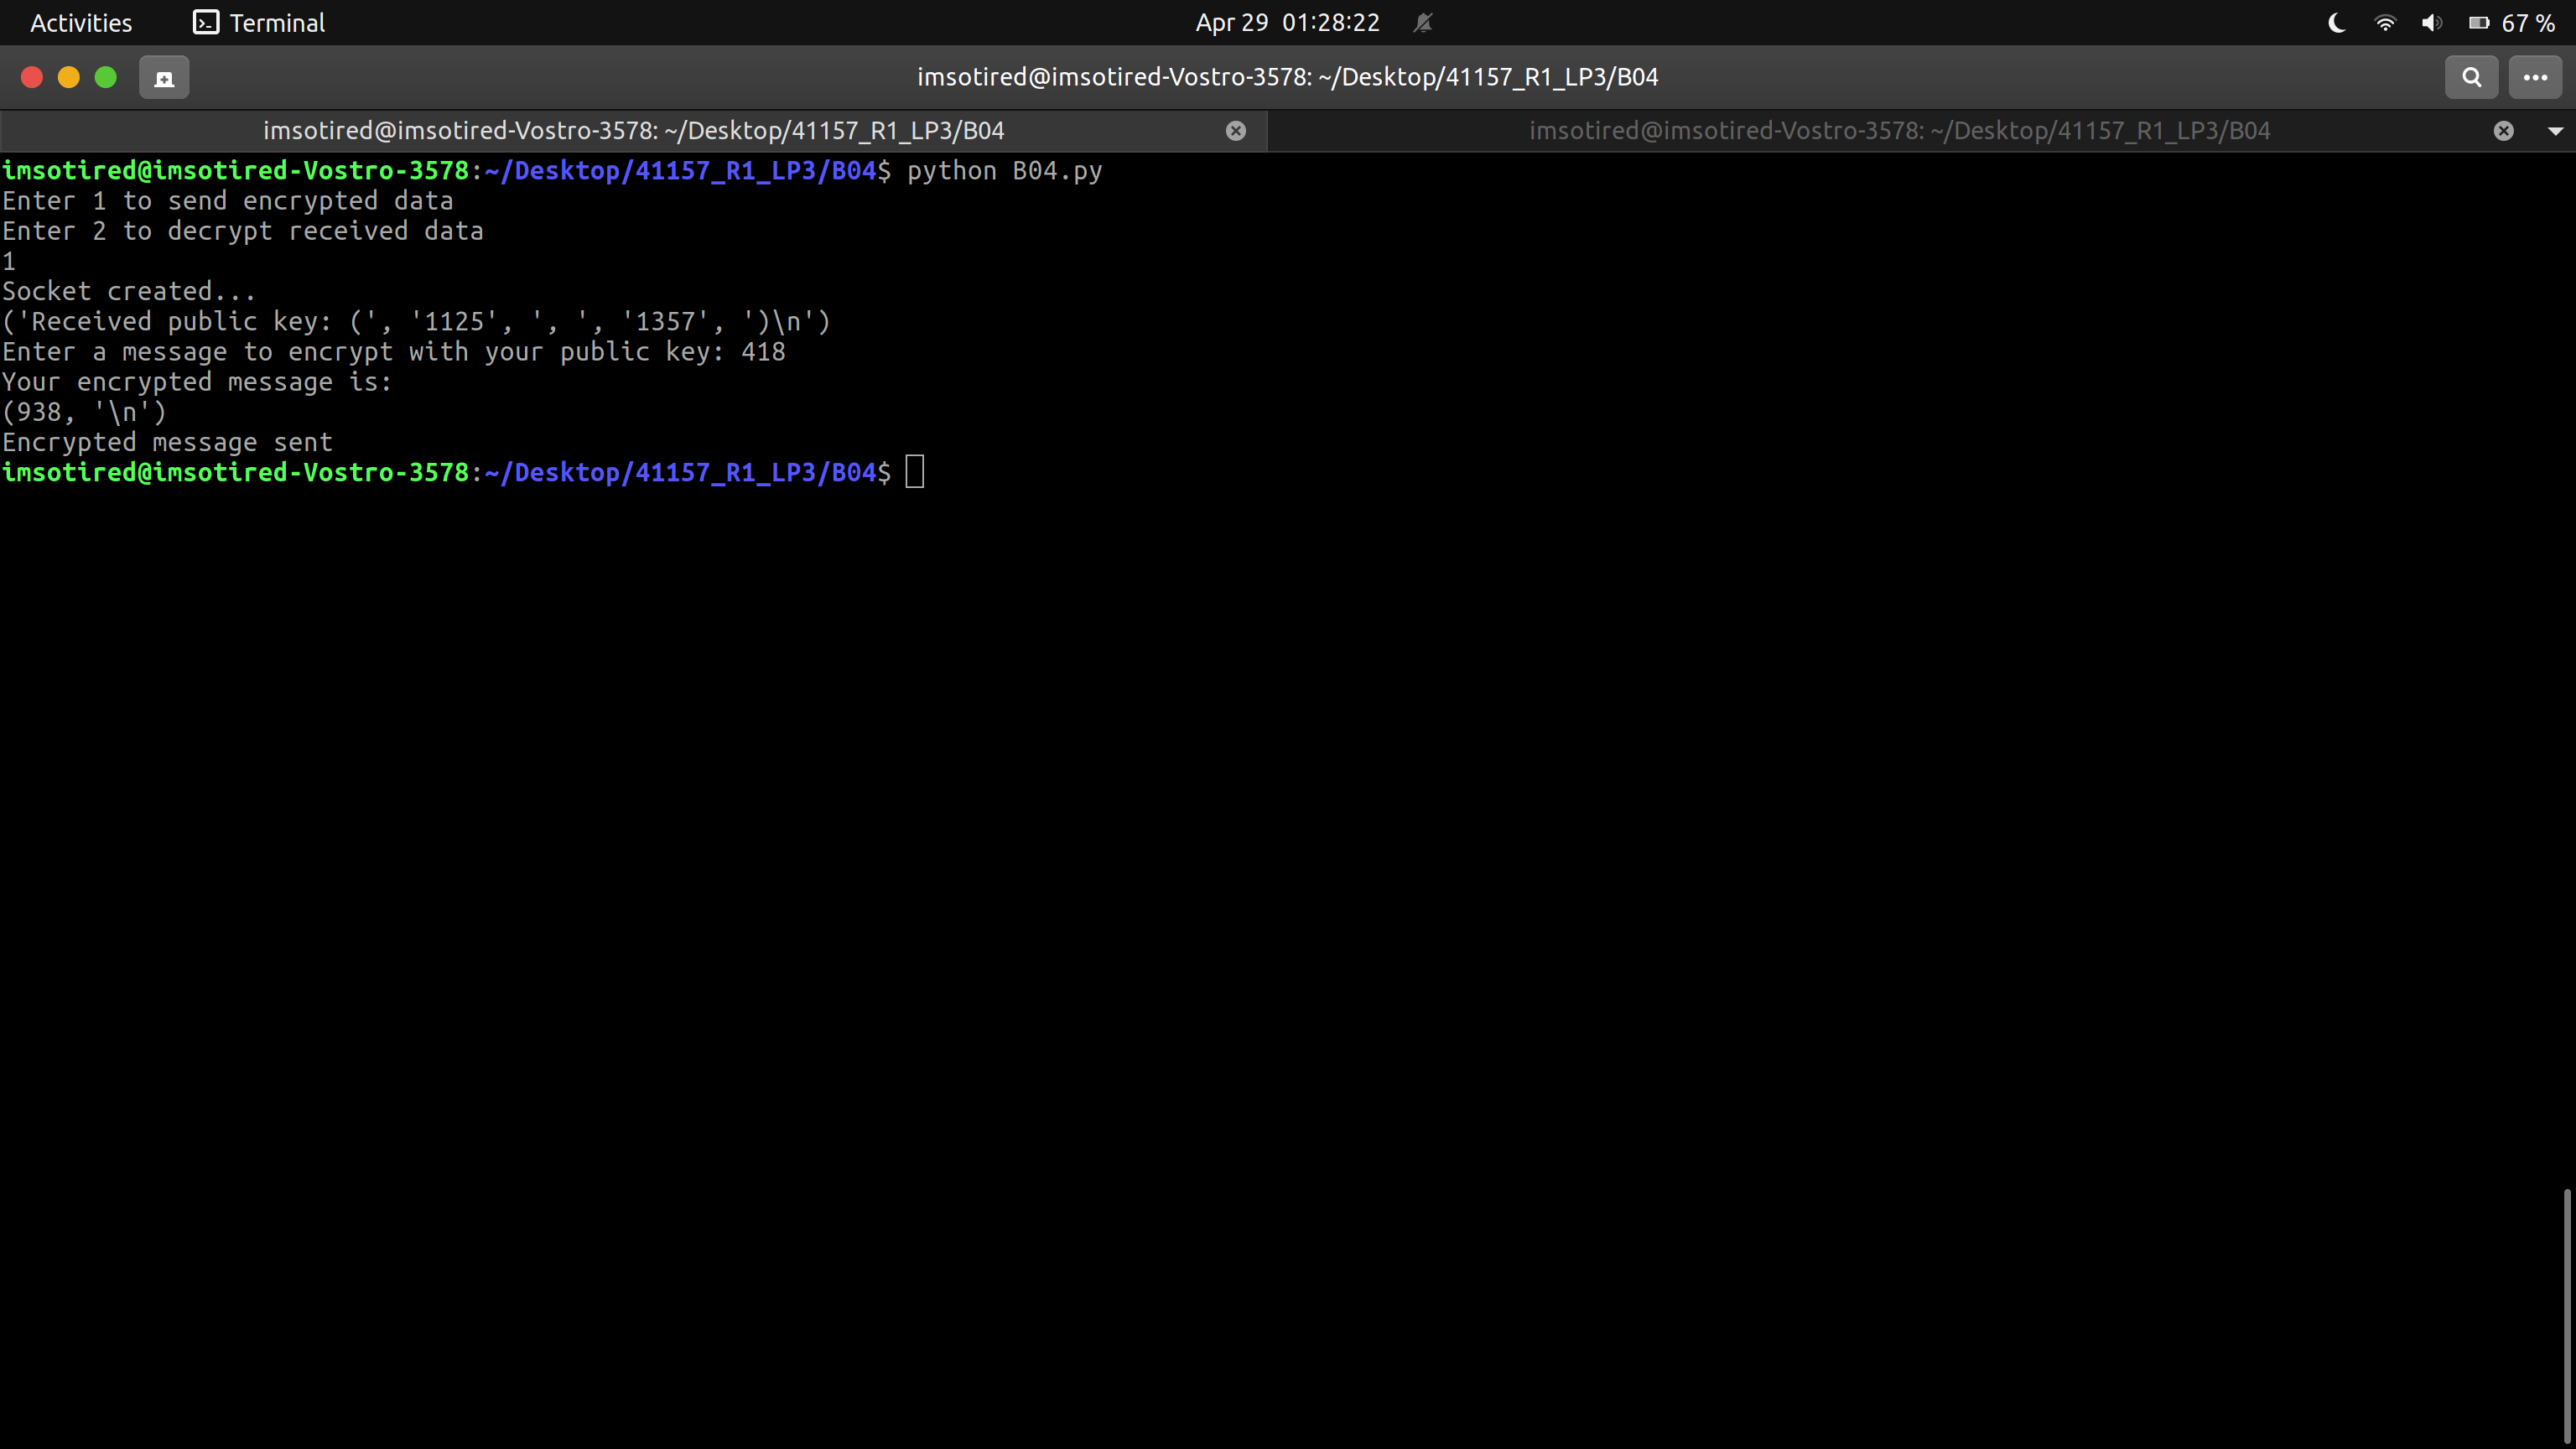 Activities Terminal Apr 29 01:28:22 67 %
imsotired@imsotired-Vostro-3578: ~/Desktop/41157_R1_LP3/B04
imsotired@imsotired-Vostro-3578: ~/Desktop/41157_R1_LP3/B04 imsotired@imsotired-Vostro-3578: ~/Desktop/41157_R1_LP3/B04
imsotired@imsotired-Vostro-3578:~/Desktop/41157_R1_LP3/B04$ python B04.py
Enter 1 to send encrypted data
Enter 2 to decrypt received data
1
Socket created...
('Received public key: (', '1125', ', ', '1357', ')\n')
Enter a message to encrypt with your public key: 418
Your encrypted message is:
(938, '\n')
Encrypted message sent
imsotired@imsotired-Vostro-3578:~/Desktop/41157_R1_LP3/B04$